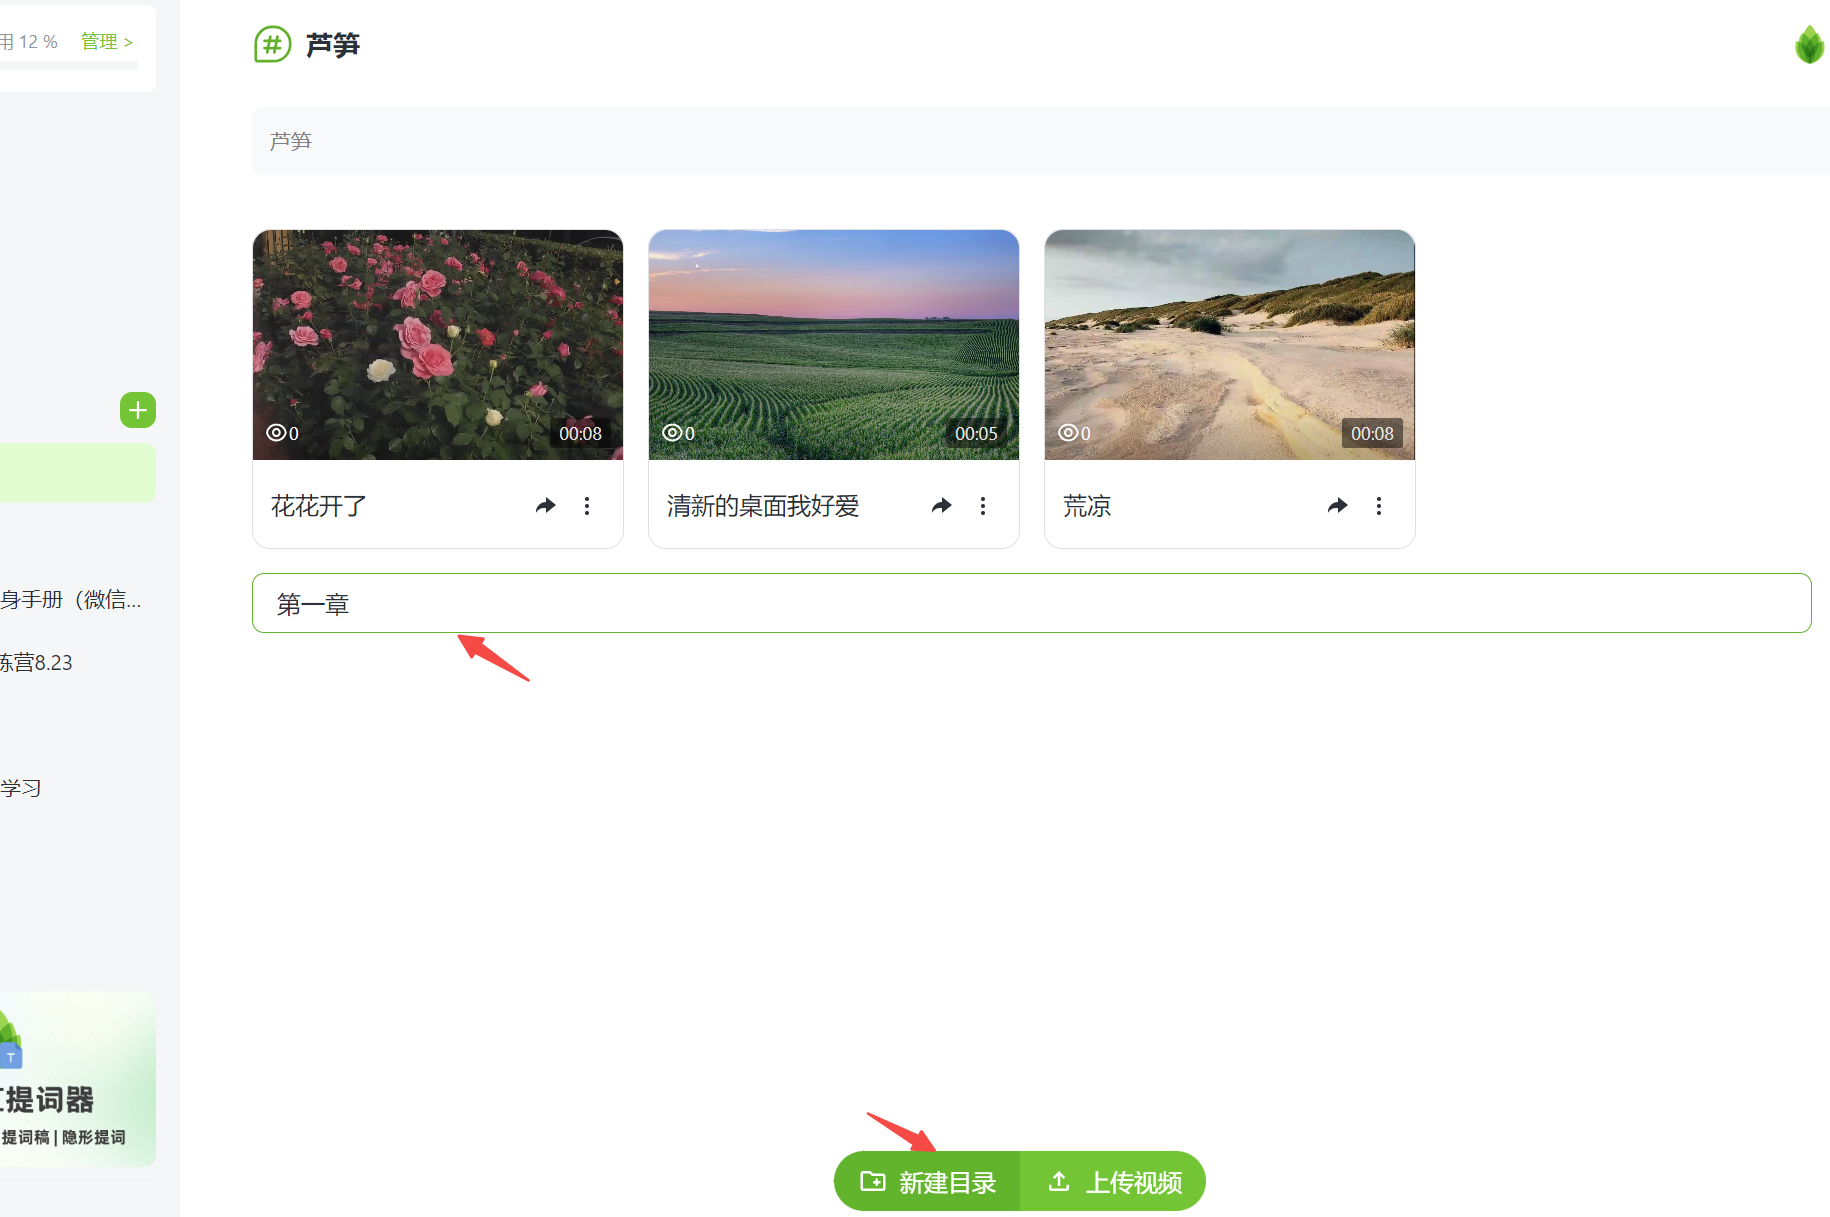 用 12 %
管理 >
芦笋
芦笋
0
00:08
0
00:05
0
00:08
花花开了
清新的桌面我好爱
荒凉
第一章
身手册（微信...
练营8.23
学习
提词器
提词稿 | 隐形提词
T
新建目录
上传视频